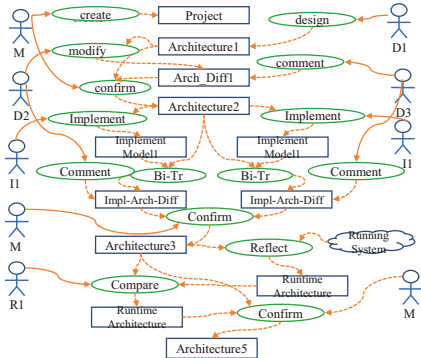 create
Project
design
M
Architecture1
D1
modify
comment
Arch_Diff1
confirm
Architecture2
D2
Implement
Implement
D3
Implement
Model1
Implement
Model1
I1
I1
Comment
Bi-Tr
Bi-Tr
Comment
Impl-Arch-Diff
Impl-Arch-Diff
Confirm
M
Architecture3
Reflect
Running
System
R1
Compare
Runtime
Architecture
M
Runtime
Architecture
Confirm
Architecture5